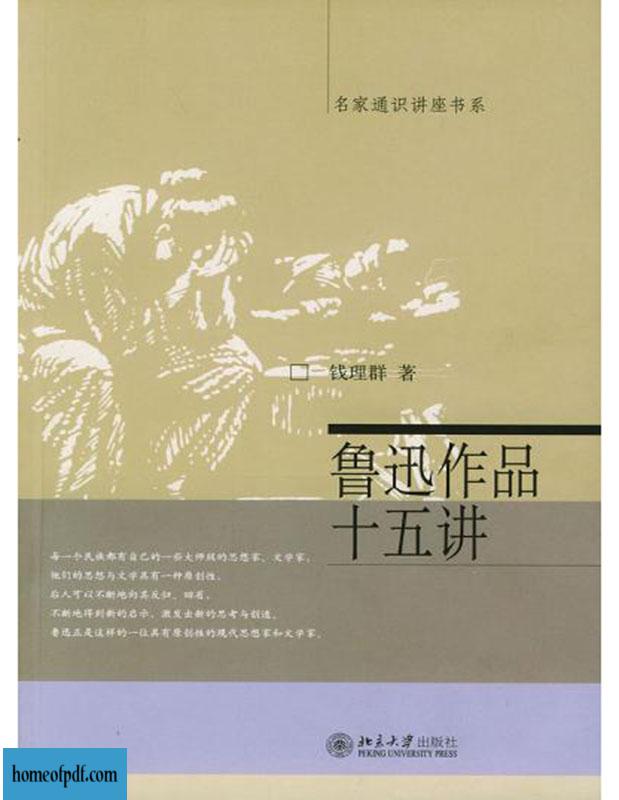 名家通识讲座书系
钱理群 著
鲁迅作品
十五讲
每一个民族都有自己的一些大师级的思想家、文学家，
他们的思想与文学具有一种原创性。
后人可以不断地向其反归、回省，
不断地得到新的启示，激发出新的思考与创造。
鲁迅正是这样的一位具有原创性的现代思想家和文学家。
北京大学出版社
PEKING UNIVERSITY PRESS
homeofpdf.com